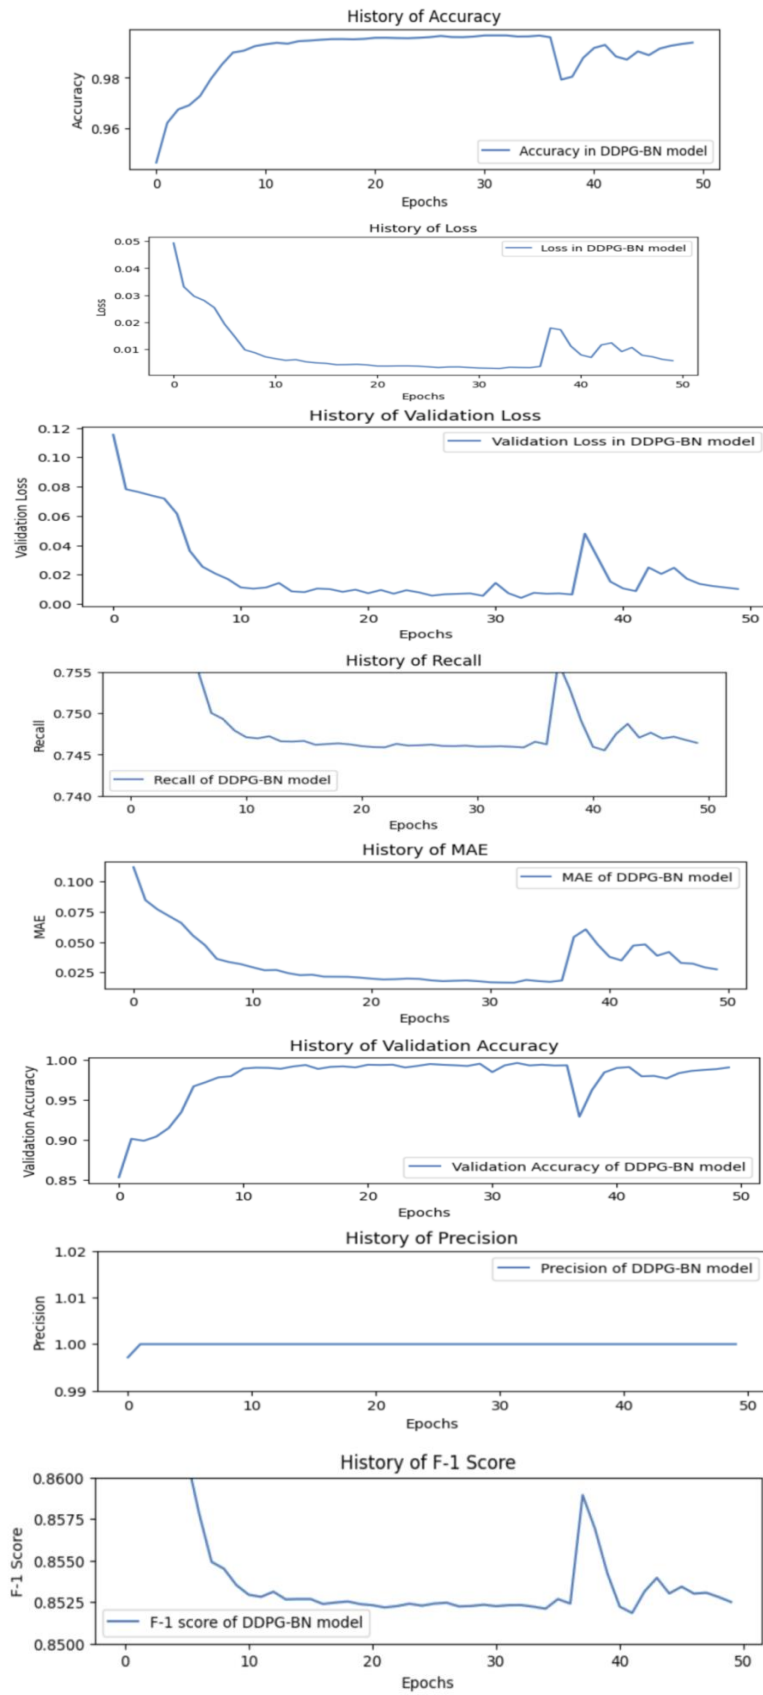 History of Accuracy
Accuracy
0.98
0.96
Accuracy in DDPG-BN model
0 10 20 30 40 50
Epochs
History of Loss
Loss
0.05
0.04
0.03
0.02
0.01
Loss in DDPG-BN model
0 10 20 30 40 50
Epochs
History of Validation Loss
Validation Loss
0.12
0.10
0.08
0.06
0.04
0.02
0.00
Validation Loss in DDPG-BN model
0 10 20 30 40 50
Epochs
History of Recall
Recall
0.755
0.750
0.745
0.740
Recall of DDPG-BN model
0 10 20 30 40 50
Epochs
History of MAE
MAE
0.100
0.075
0.050
0.025
MAE of DDPG-BN model
0 10 20 30 40 50
Epochs
History of Validation Accuracy
Validation Accuracy
1.00
0.95
0.90
0.85
Validation Accuracy of DDPG-BN model
0 10 20 30 40 50
Epochs
History of Precision
Precision
1.02
1.01
1.00
0.99
Precision of DDPG-BN model
0 10 20 30 40 50
Epochs
History of F-1 Score
F-1 Score
0.8600
0.8575
0.8550
0.8525
0.8500
F-1 score of DDPG-BN model
0 10 20 30 40 50
Epochs